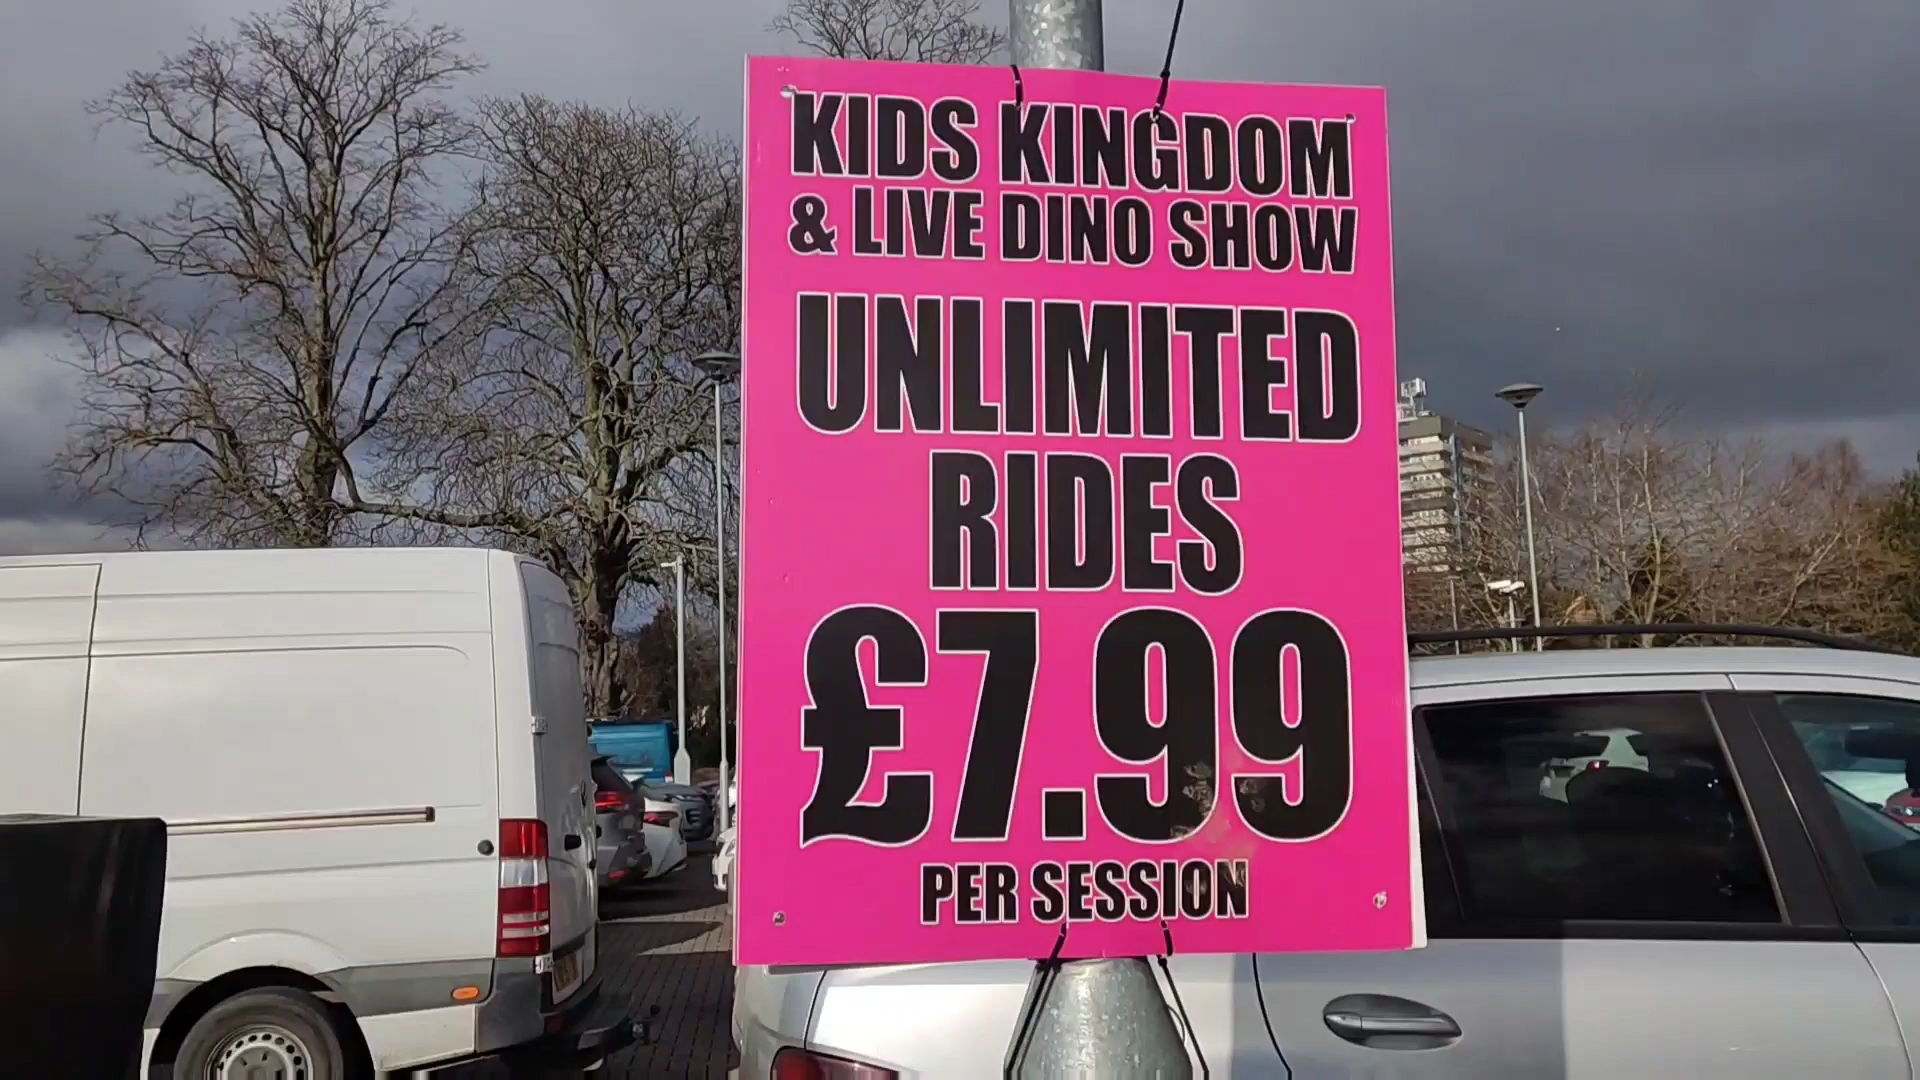 KIDS KINGDOM
& LIVE DINO SHOW
UNLIMITED
RIDES
£7.99
PER SESSION